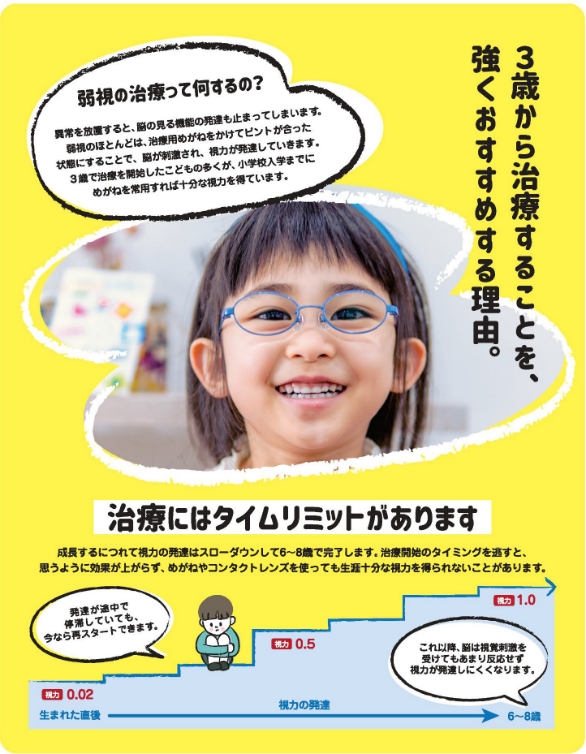 3歳から治療することを、
強くおすすめする理由。
弱視の治療って何するの？
異常を放置すると、脳の見る機能の発達も止まってしまいます。
弱視のほとんどは、治療用めがねをかけてピントが合った
状態にすることで、脳が刺激され、視力が発達していきます。
3歳で治療を開始したこどもの多くが、小学校入学までに
めがねを常用すれば十分な視力を得ています。
治療にはタイムリミットがあります
成長するにつれて視力の発達はスローダウンして6〜8歳で完了します。治療開始のタイミングを逃すと、
思うように効果が上がらず、めがねやコンタクトレンズを使っても生涯十分な視力を得られないことがあります。
発達が途中で
停滞していても、
今なら再スタートできます。
視力 0.02
視力 0.5
視力 1.0
これ以降、脳は視覚刺激を
受けてもあまり反応せず
視力が発達しにくくなります。
生まれた直後
視力の発達
6〜8歳